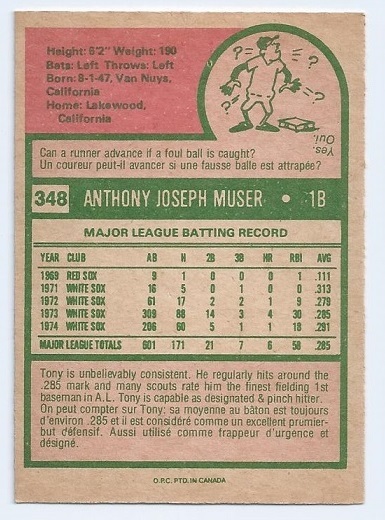 Height: 6'2" Weight: 190
Bats: Left Throws: Left
Born: 8-1-47, Van Nuys,
California
Home: Lakewood,
California
? ? ? ?
Yes.
Oui.
Can a runner advance if a foul ball is caught?
Un coureur peut-il avancer si une fausse balle est attrapée?
348 ANTHONY JOSEPH MUSER • 1B
MAJOR LEAGUE BATTING RECORD
YEAR CLUB AB H 2B 3B HR RBI AVG
1969 RED SOX 9 1 0 0 0 1 .111
1971 WHITE SOX 16 5 0 1 0 0 .313
1972 WHITE SOX 61 17 2 2 1 9 .279
1973 WHITE SOX 309 88 14 3 4 30 .285
1974 WHITE SOX 206 60 5 1 1 18 .291
MAJOR LEAGUE TOTALS 601 171 21 7 6 58 .285
Tony is unbelievably consistent. He regularly hits around the
.285 mark and many scouts rate him the finest fielding 1st
baseman in A.L. Tony is capable as designated & pinch hitter.
On peut compter sur Tony: sa moyenne au bâton est toujours
d'environ .285 et il est considéré comme un excellent premier-
but défensif. Aussi utilisé comme frappeur d'urgence et
désigné.
O.P.C. PTD. IN CANADA